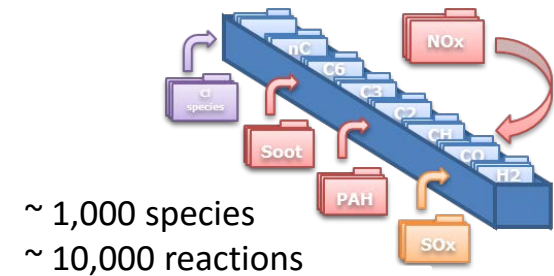 nC
C6
C3
C2
CH
CO
H2
NOx
Cl
species
Soot
PAH
SOx
~ 1,000 species
~ 10,000 reactions